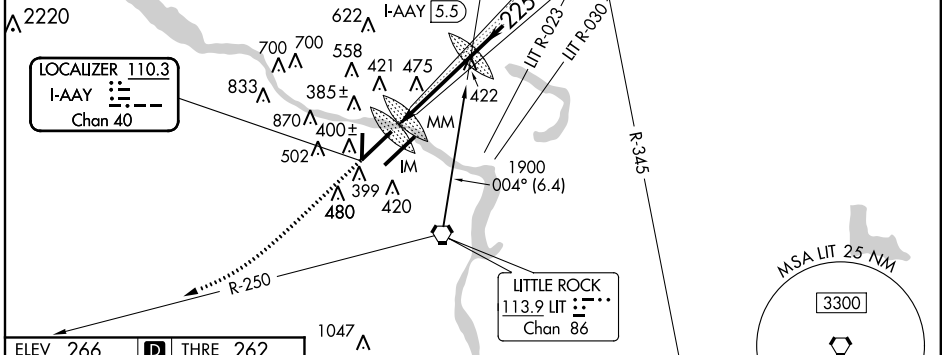 2220
622
I-AAY 5.5
225
LIT R-023
LIT R-030
700 700
558
LOCALIZER 110.3
I-AAY
Chan 40
833
385±
421
475
422
870
400±
MM
502
IM
R-345
1900
004° (6.4)
399
480
420
R-250
LITTLE ROCK
113.9 LIT
Chan 86
MSA LIT 25 NM
3300
1047
ELEV 266 D THRE 262